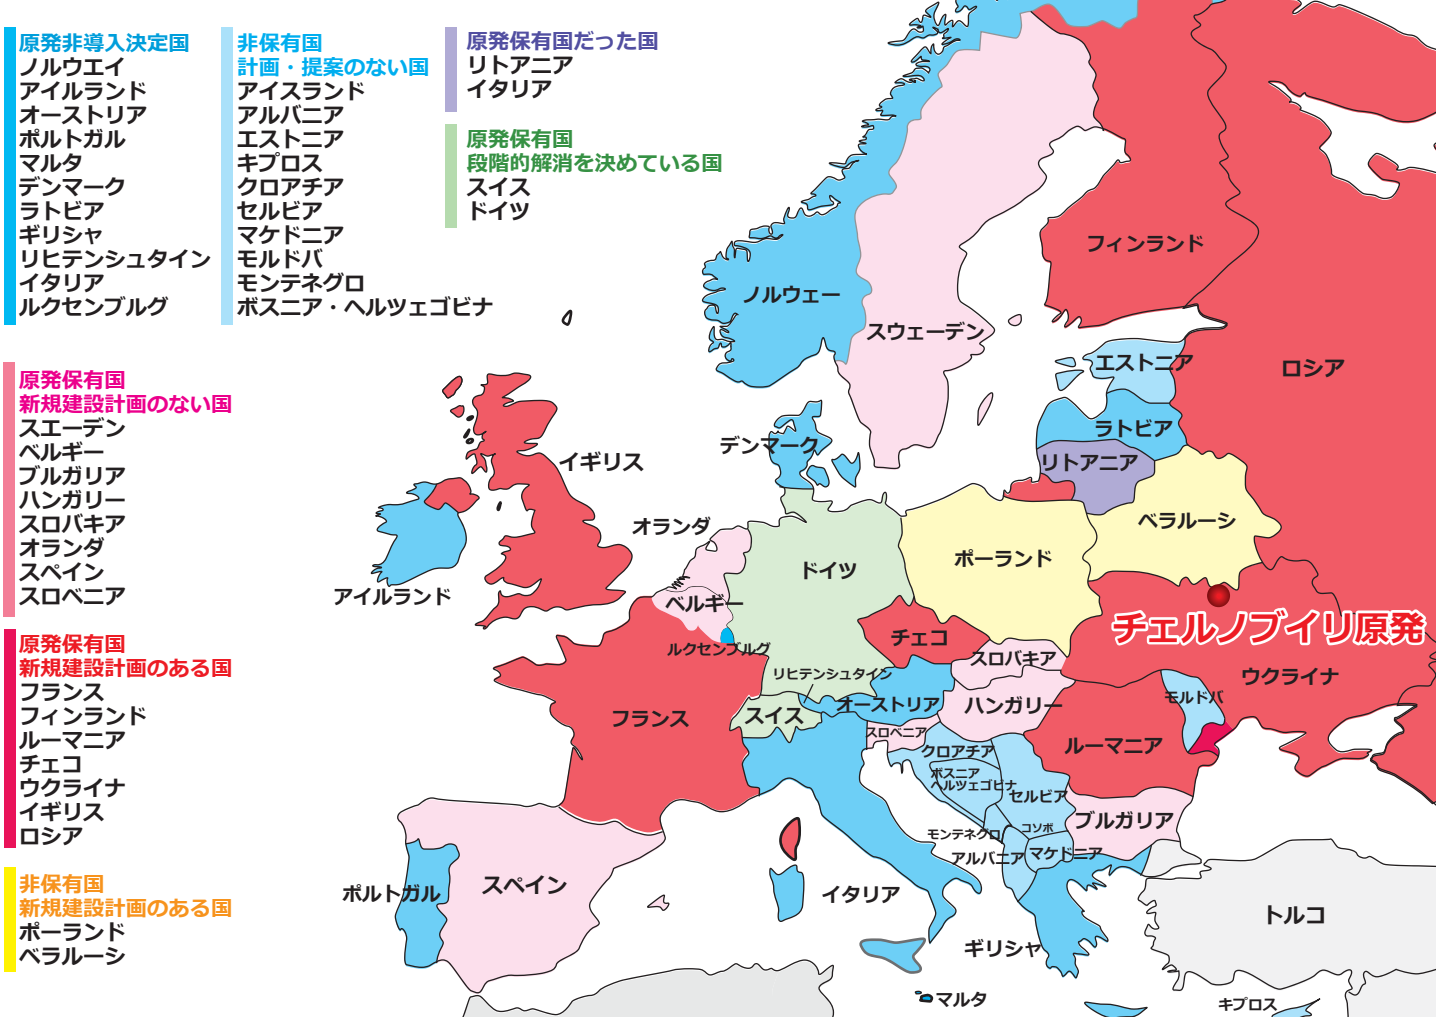 原発非導入決定国
ノルウエイ
アイルランド
オーストリア
ポルトガル
マルタ
デンマーク
ラトビア
ギリシャ
リヒテンシュタイン
イタリア
ルクセンブルグ
非保有国
計画・提案のない国
アイスランド
アルバニア
エストニア
キプロス
クロアチア
セルビア
マケドニア
モルドバ
モンテネグロ
ボスニア・ヘルツェゴビナ
原発保有国だった国
リトアニア
イタリア
原発保有国
段階的解消を決めている国
スイス
ドイツ
原発保有国
新規建設計画のない国
スエーデン
ベルギー
ブルガリア
ハンガリー
スロバキア
オランダ
スペイン
スロベニア
原発保有国
新規建設計画のある国
フランス
フィンランド
ルーマニア
チェコ
ウクライナ
イギリス
ロシア
非保有国
新規建設計画のある国
ポーランド
ベラルーシ
フィンランド
ノルウェー
スウェーデン
エストニア
ロシア
ラトビア
デンマーク
リトアニア
イギリス
ベラルーシ
オランダ
ポーランド
ドイツ
アイルランド
ベルギー
チェルノブイリ原発
チェコ
ルクセンブルグ
スロバキア
リヒテンシュタイン
ウクライナ
モルドバ
オーストリア
ハンガリー
スイス
フランス
スロベニア
ルーマニア
クロアチア
ボスニア
ヘルツェゴビナ
セルビア
ブルガリア
コソボ
モンテネグロ
アルバニア
マケドニア
スペイン
ポルトガル
イタリア
トルコ
ギリシャ
マルタ
キプロス